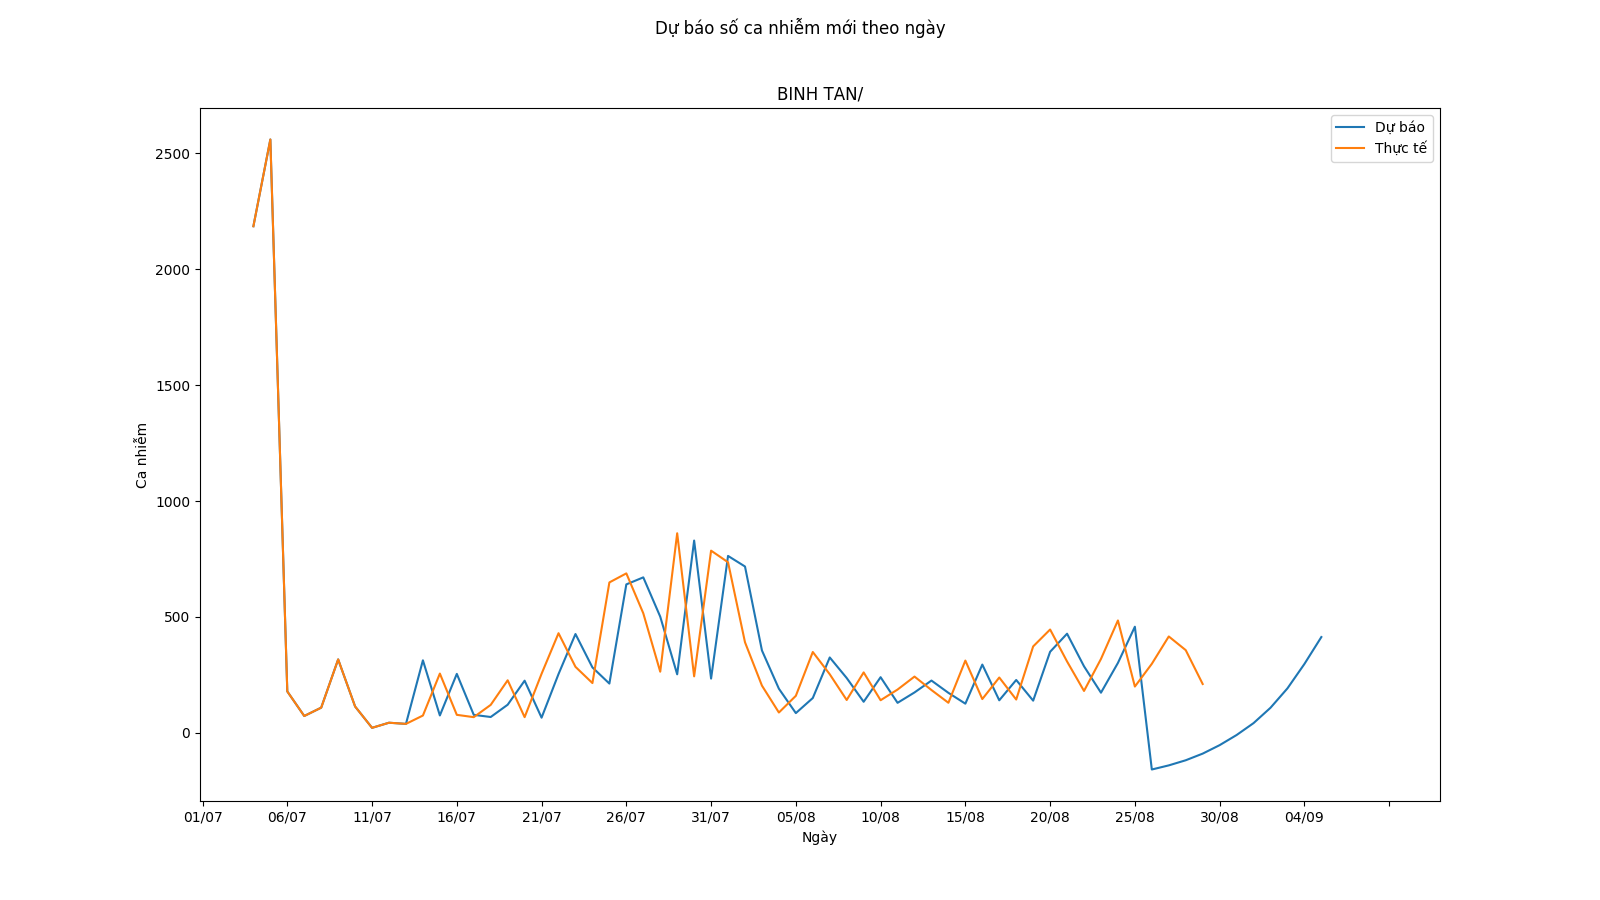 Dự báo số ca nhiễm mới theo ngày
BINH TAN/
Dự báo
Thực tế
2500
2000
1500
1000
500
0
Ca nhiễm
01/07 06/07 11/07 16/07 21/07 26/07 31/07 05/08 10/08 15/08 20/08 25/08 30/08 04/09
Ngày